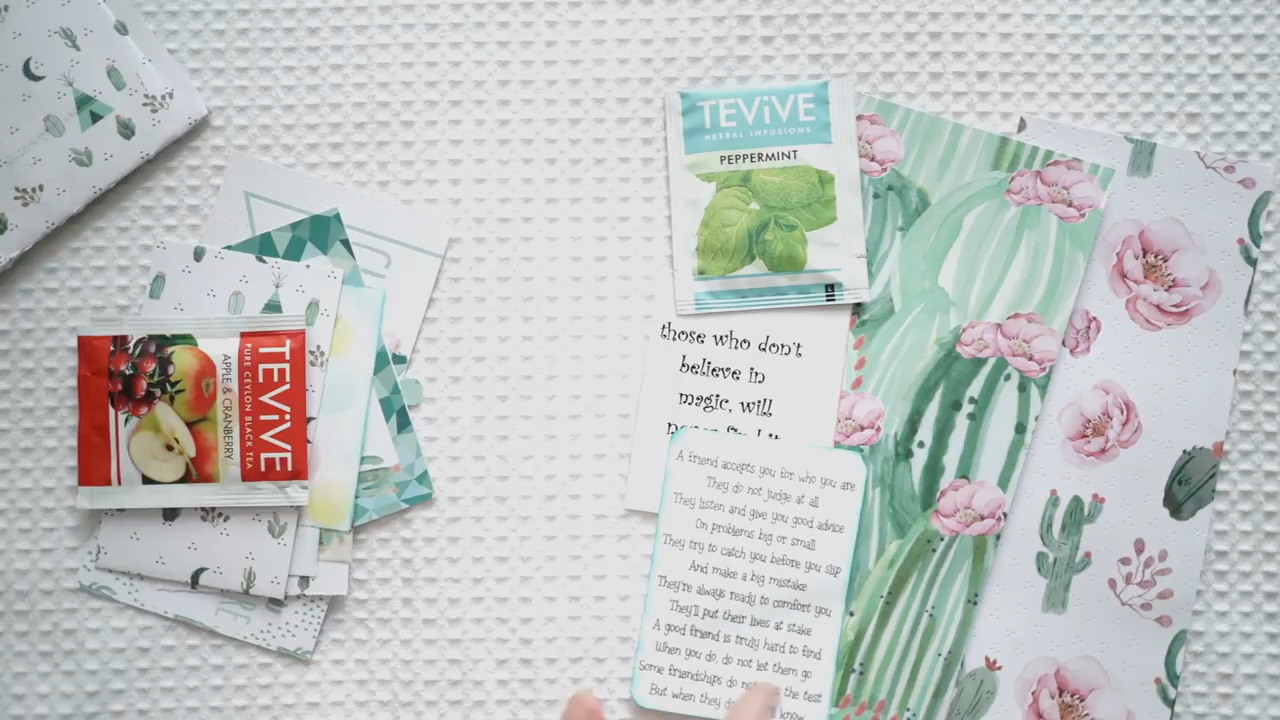 TEViVE
PURE CEYLON BLACK TEA
APPLE & CRANBERRY
TEViVE
HERBAL INFUSIONS
PEPPERMINT
those who don't
believe in
magic, will
A friend accepts you for who you are
They do not judge at all
They listen and give you good advice
On problems big or small
They try to catch you before you slip
And make a big mistake
They're always ready to comfort you
They'll put their lives at stake
A good friend is truly hard to find
When you do, do not let them go
Some friendships do the test
But when they do know